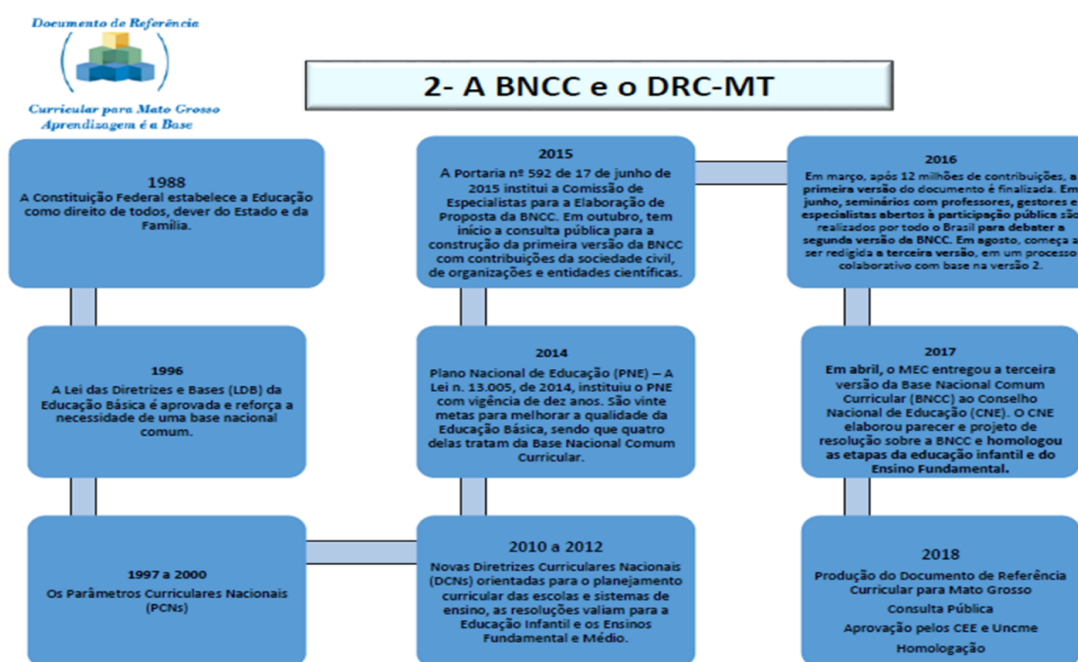 Documento de Referência
Curricular para Mato Grosso
Aprendizagem é a Base
2- A BNCC e o DRC-MT
1988
A Constituição Federal estabelece a Educação
como direito de todos, dever do Estado e da
Família.
1996
A Lei das Diretrizes e Bases (LDB) da
Educação Básica é aprovada e reforça a
necessidade de uma base nacional
comum.
1997 a 2000
Os Parâmetros Curriculares Nacionais
(PCNs)
2010 a 2012
Novas Diretrizes Curriculares Nacionais
(DCNs) orientadas para o planejamento
curricular das escolas e sistemas de
ensino, as resoluções valiam para a
Educação Infantil e os Ensinos
Fundamental e Médio.
2014
Plano Nacional de Educação (PNE) – A
Lei n. 13.005, de 2014, instituiu o PNE
com vigência de dez anos. São vinte
metas para melhorar a qualidade da
Educação Básica, sendo que quatro
delas tratam da Base Nacional Comum
Curricular.
2015
A Portaria nº 592 de 17 de junho de
2015 institui a Comissão de
Especialistas para a Elaboração de
Proposta da BNCC. Em outubro, tem
início a consulta pública para a
construção da primeira versão da BNCC
com contribuições da sociedade civil,
de organizações e entidades científicas.
2016
Em março, após 12 milhões de contribuições, a
primeira versão do documento é finalizada. Em
junho, seminários com professores, gestores e
especialistas abertos à participação pública são
realizados por todo o Brasil para debater a
segunda versão da BNCC. Em agosto, começa a
ser redigida a terceira versão, em um processo
colaborativo com base na versão 2.
2017
Em abril, o MEC entregou a terceira
versão da Base Nacional Comum
Curricular (BNCC) ao Conselho
Nacional de Educação (CNE). O CNE
elaborou parecer e projeto de
resolução sobre a BNCC e homologou
as etapas da educação infantil e do
Ensino Fundamental.
2018
Produção do Documento de Referência
Curricular para Mato Grosso
Consulta Pública
Aprovação pelos CEE e Uncme
Homologação